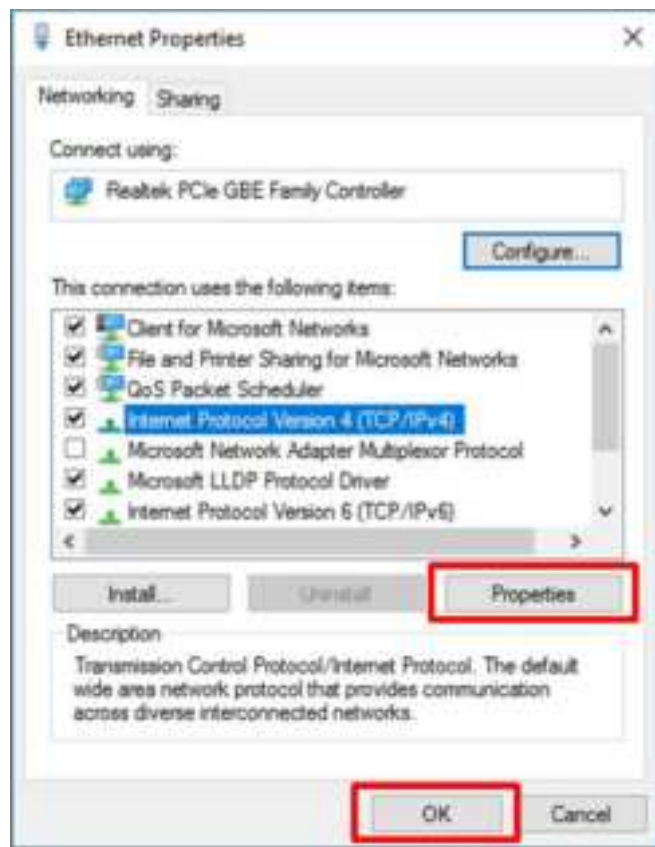 Ethernet Properties
Networking Sharing
Connect using:
Realtek PCIe GBE Family Controller
Configure...
This connection uses the following items:
Client for Microsoft Networks
File and Printer Sharing for Microsoft Networks
QoS Packet Scheduler
Internet Protocol Version 4 (TCP/IPv4)
Microsoft Network Adapter Multiplexor Protocol
Microsoft LLDP Protocol Driver
Internet Protocol Version 6 (TCP/IPv6)
Install... Uninstall Properties
Description
Transmission Control Protocol/Internet Protocol. The default
wide area network protocol that provides communication
across diverse interconnected networks.
OK Cancel